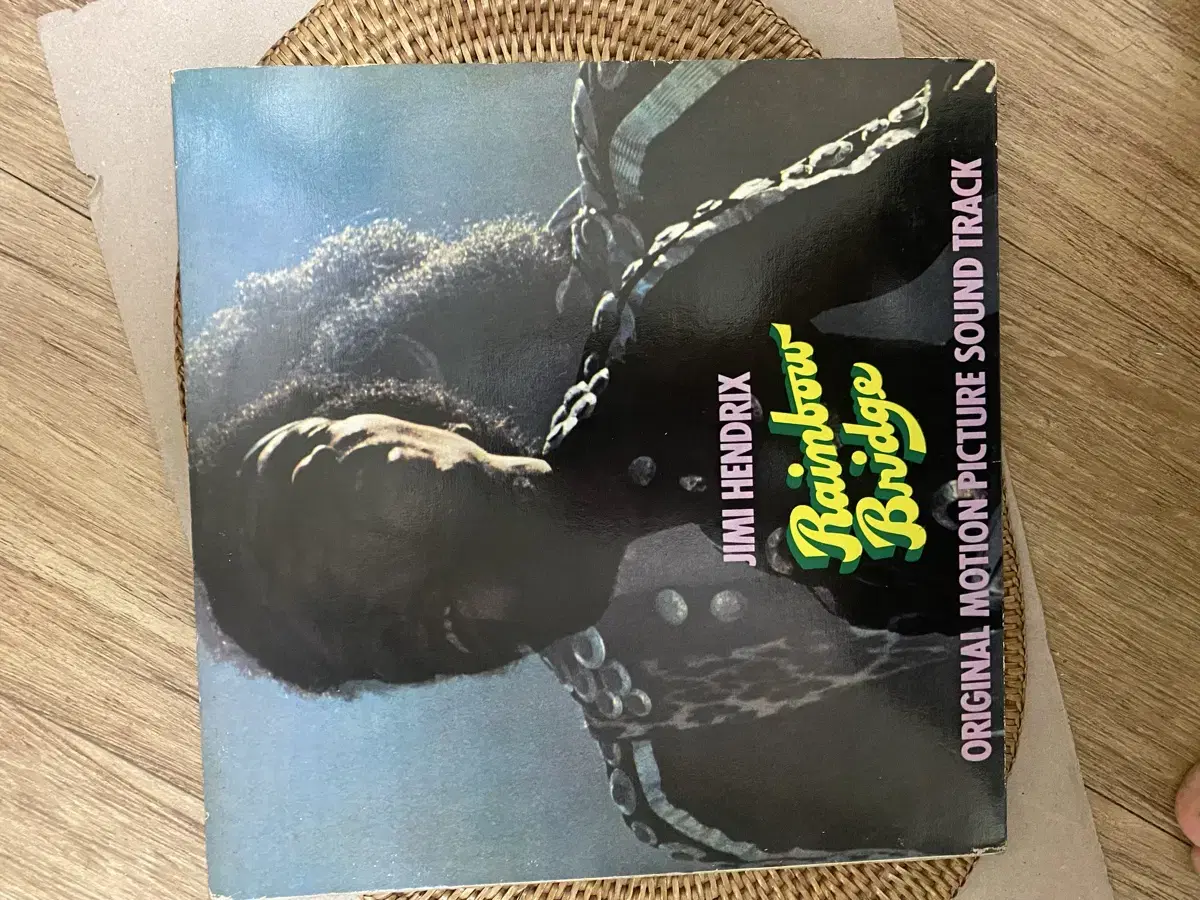 JIMI HENDRIX
Rainbow
Bridge
ORIGINAL MOTION PICTURE SOUND TRACK